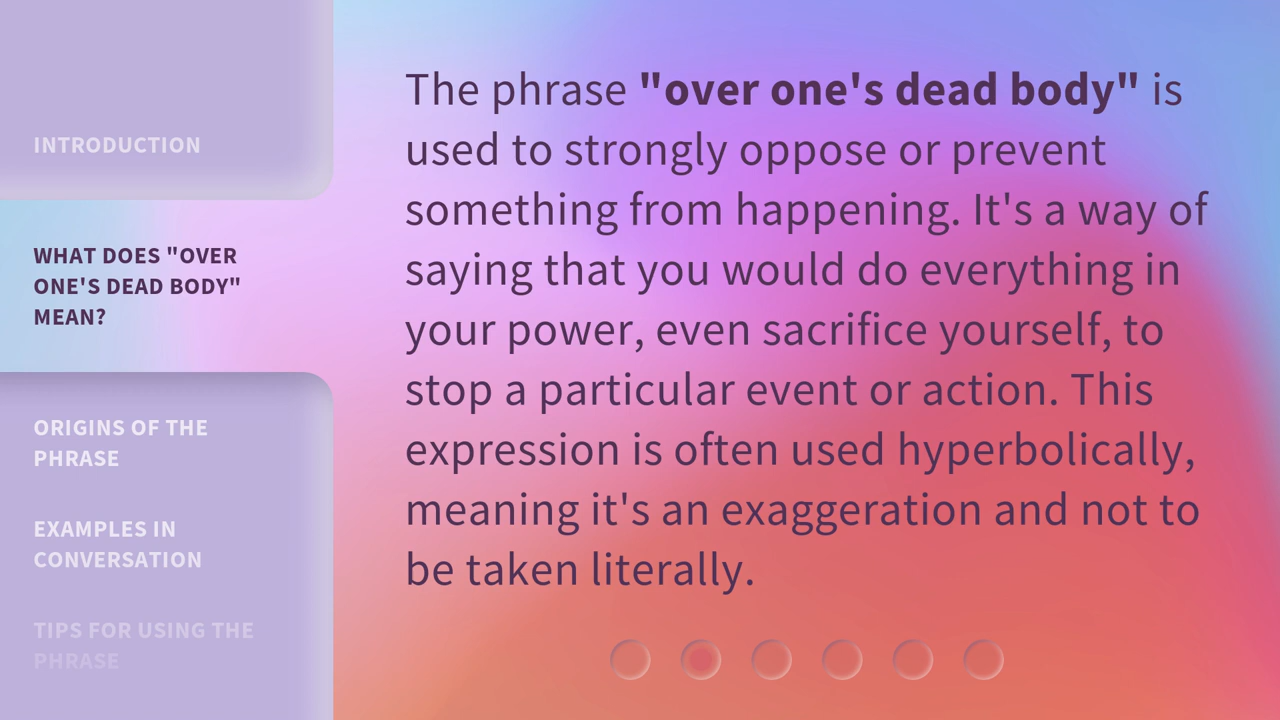 INTRODUCTION
WHAT DOES "OVER
ONE'S DEAD BODY"
MEAN?
ORIGINS OF THE
PHRASE
EXAMPLES IN
CONVERSATION
TIPS FOR USING THE
PHRASE
The phrase "over one's dead body" is
used to strongly oppose or prevent
something from happening. It's a way of
saying that you would do everything in
your power, even sacrifice yourself, to
stop a particular event or action. This
expression is often used hyperbolically,
meaning it's an exaggeration and not to
be taken literally.